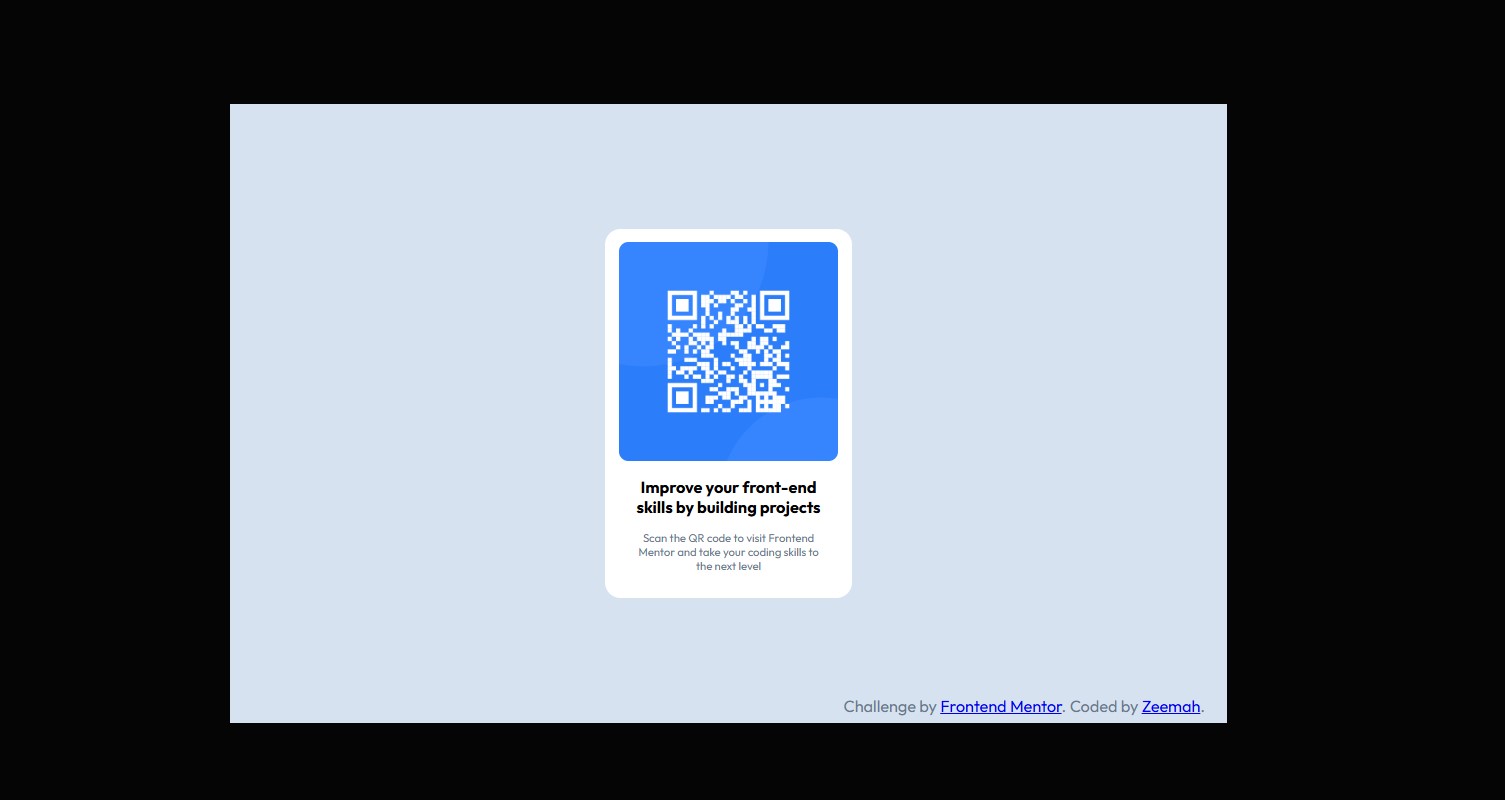 Improve your front-end
skills by building projects
Scan the QR code to visit Frontend
Mentor and take your coding skills to
the next level
Challenge by Frontend Mentor. Coded by Zeemah.